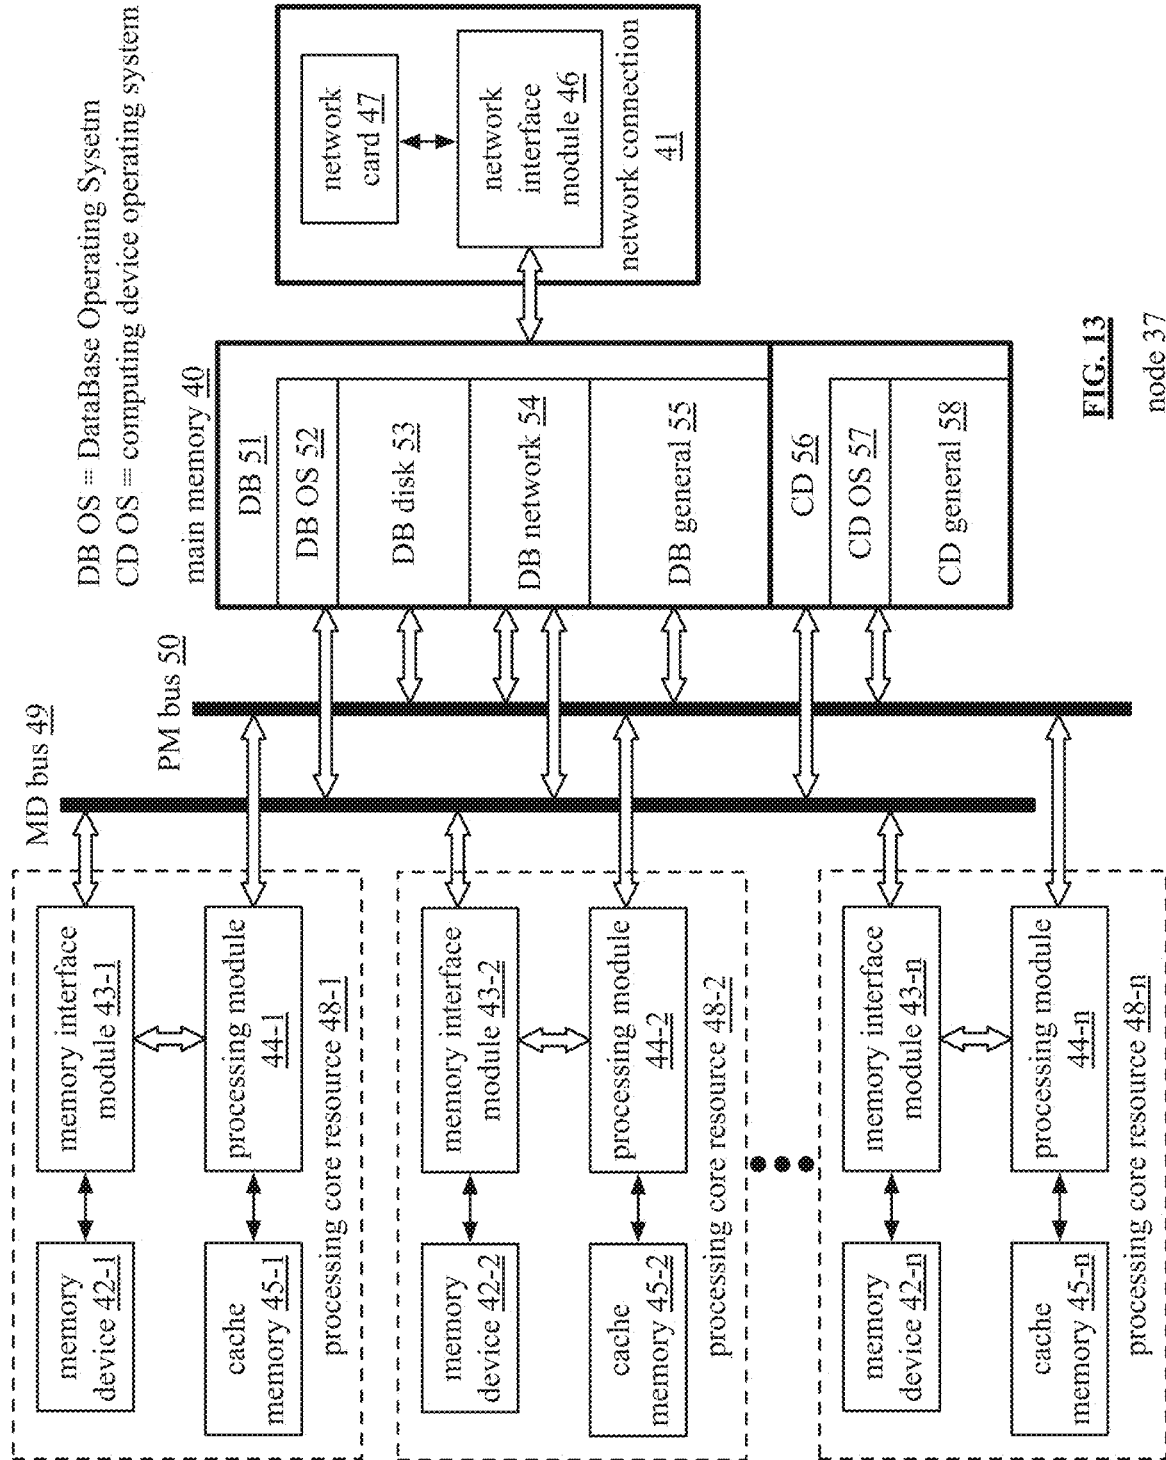 DB OS = DataBase Operating Sysetm
CD OS = computing device operating system
memory
device 42-1
memory interface
module 43-1
cache
memory 45-1
processing module
44-1
processing core resource 48-1
memory
device 42-2
memory interface
module 43-2
cache
memory 45-2
processing module
44-2
processing core resource 48-2
memory
device 42-n
memory interface
module 43-n
cache
memory 45-n
processing module
44-n
processing core resource 48-n
MD bus 49
PM bus 50
main memory 40
DB 51
DB OS 52
DB disk 53
DB network 54
DB general 55
CD 56
CD OS 57
CD general 58
network
card 47
network
interface
module 46
network connection
41
FIG. 13
node 37